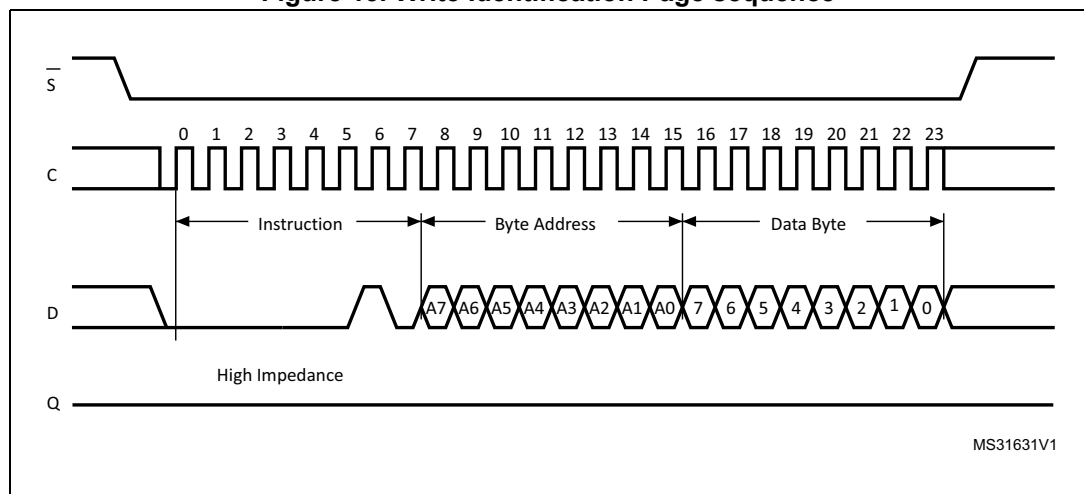 Figure Write Identification Page sequence
S
0 1 2 3 4 5 6 7 8 9 10 11 12 13 14 15 16 17 18 19 20 21 22 23
C
Instruction Byte Address Data Byte
D A7 A6 A5 A4 A3 A2 A1 A0 7 6 5 4 3 2 1 0
High Impedance
Q
MS31631V1